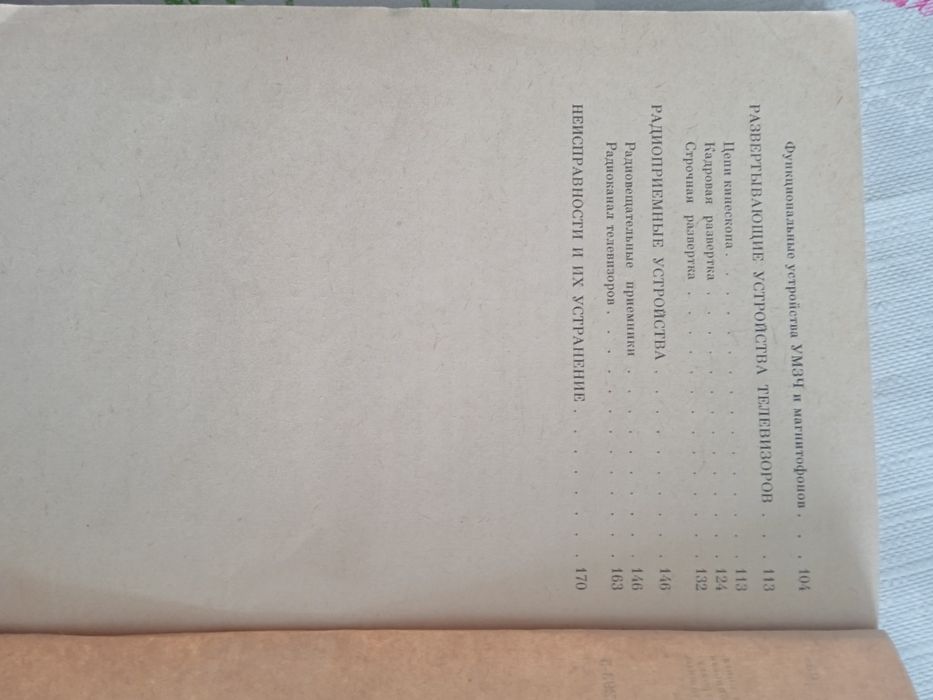 Функциональные устройства УМЗЧ и магнитофонов . . . 104
РАЗВЕРТЫВАЮЩИЕ УСТРОЙСТВА ТЕЛЕВИЗОРОВ . . . 113
Цепи кинескопа . . . . . . . . . . . . 113
Кадровая развертка . . . . . . . . . . . 124
Строчная развертка . . . . . . . . . . . 132
РАДИОПРИЕМНЫЕ УСТРОЙСТВА . . . . . . . 146
Радиовещательные приемники . . . . . . . 146
Радиоканал телевизоров . . . . . . . . . 163
НЕИСПРАВНОСТИ И ИХ УСТРАНЕНИЕ . . . . . . . 170